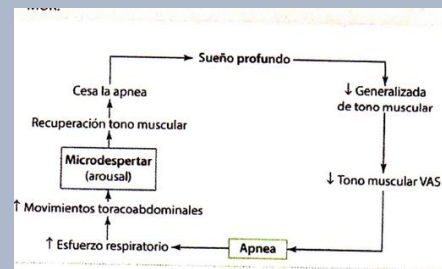 MOR.
Sueño profundo
Cesa la apnea
↓ Generalizada
de tono muscular
Recuperación tono muscular
Microdespertar
(arousal)
↓ Tono muscular VAS
↑ Movimientos toracoabdominales
↑ Esfuerzo respiratorio
Apnea